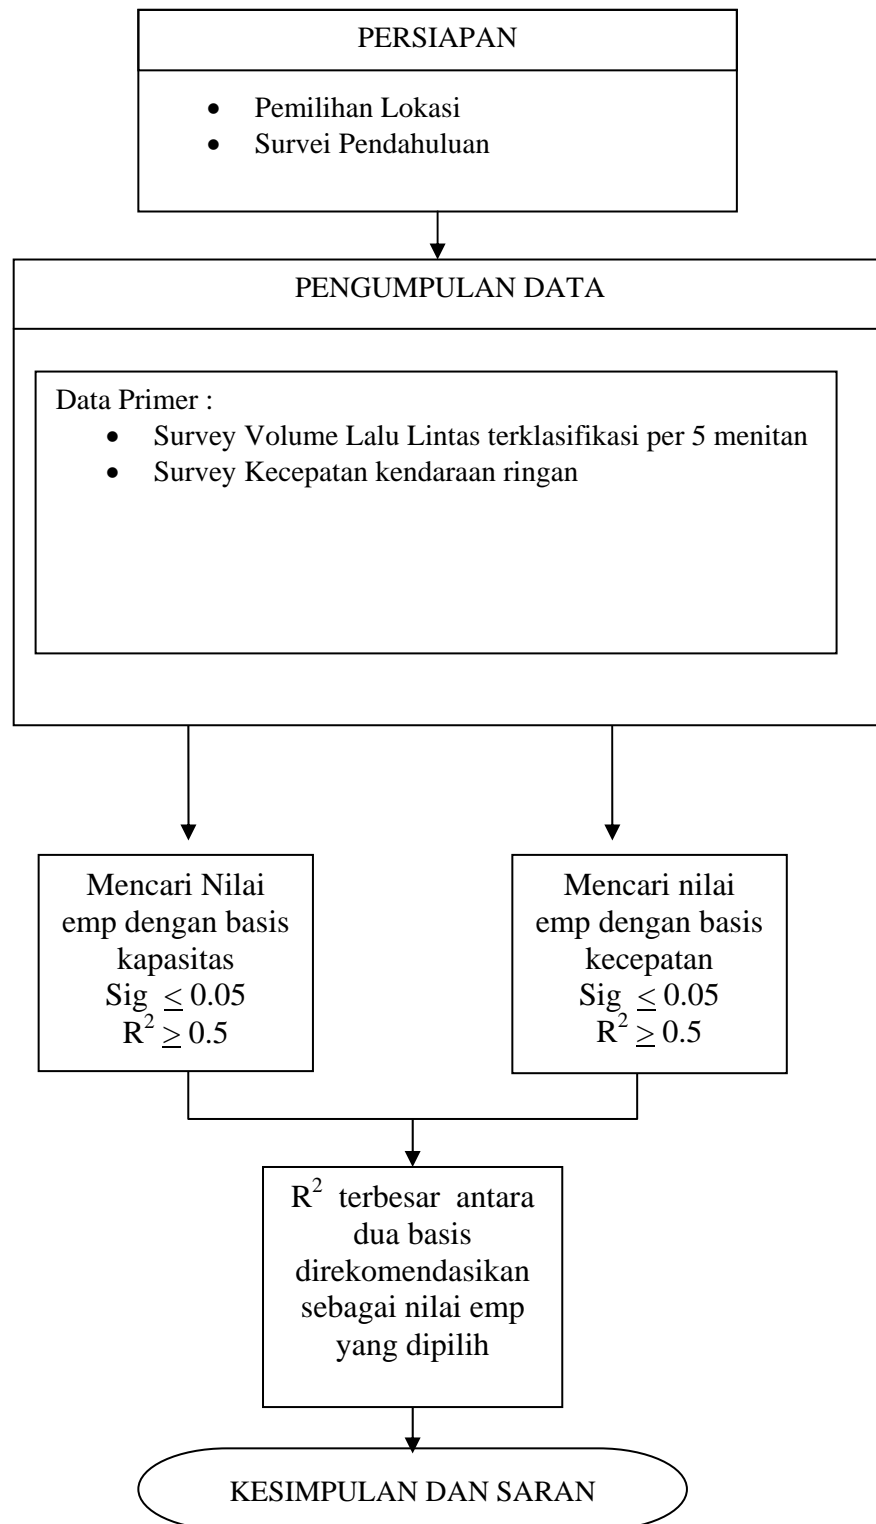 PERSIAPAN
• Pemilihan Lokasi
• Survei Pendahuluan
PENGUMPULAN DATA
Data Primer :
• Survey Volume Lalu Lintas terklasifikasi per 5 menitan
• Survey Kecepatan kendaraan ringan
Mencari Nilai
emp dengan basis
kapasitas
Sig ≤ 0.05
R² ≥ 0.5
Mencari nilai
emp dengan basis
kecepatan
Sig ≤ 0.05
R² ≥ 0.5
R² terbesar antara
dua basis
direkomendasikan
sebagai nilai emp
yang dipilih
KESIMPULAN DAN SARAN